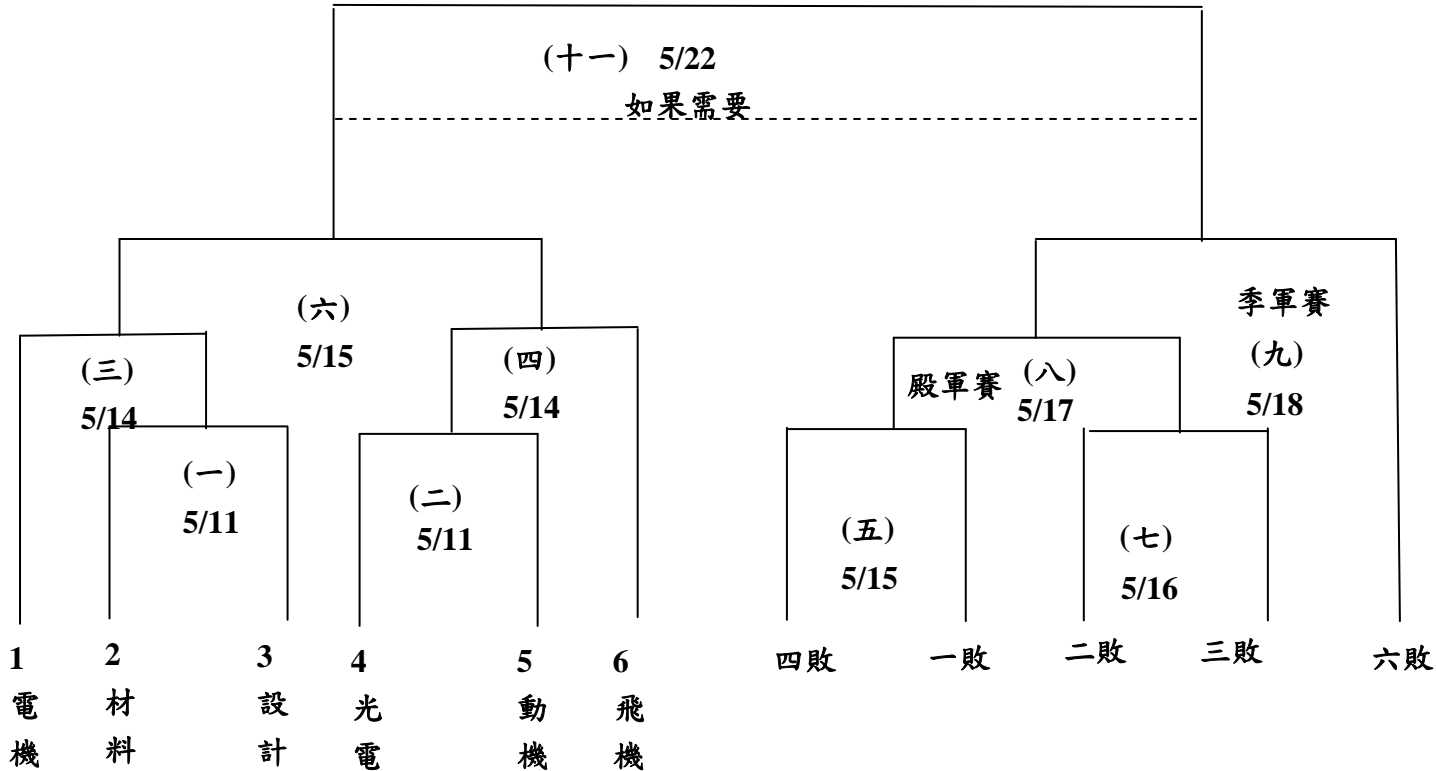 (十一) 5/22
如果需要
(六)
5/15
(三)
5/14
(四)
5/14
(一)
5/11
(二)
5/11
季軍賽
(九)
5/18
殿軍賽 (八)
5/17
(五)
5/15
(七)
5/16
1 電機
2 材料
3 設計
4 光電
5 動機
6 飛機
四敗
一敗
二敗
三敗
六敗